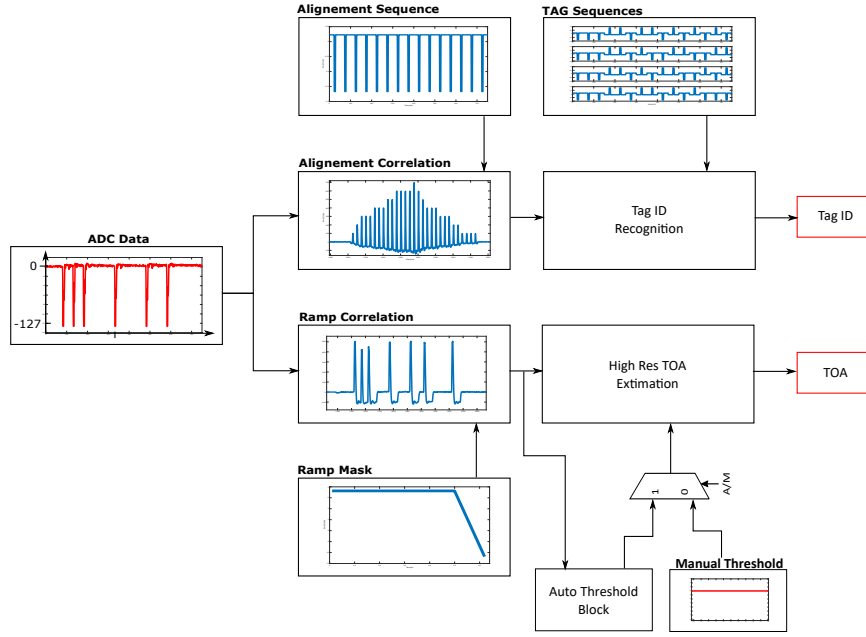 Alignement Sequence
TAG Sequences
Alignement Correlation
Tag ID
Recognition
Tag ID
ADC Data
0
-127
Ramp Correlation
High Res TOA
Extimation
TOA
Ramp Mask
1
0
A/M
Manual Threshold
Auto Threshold
Block